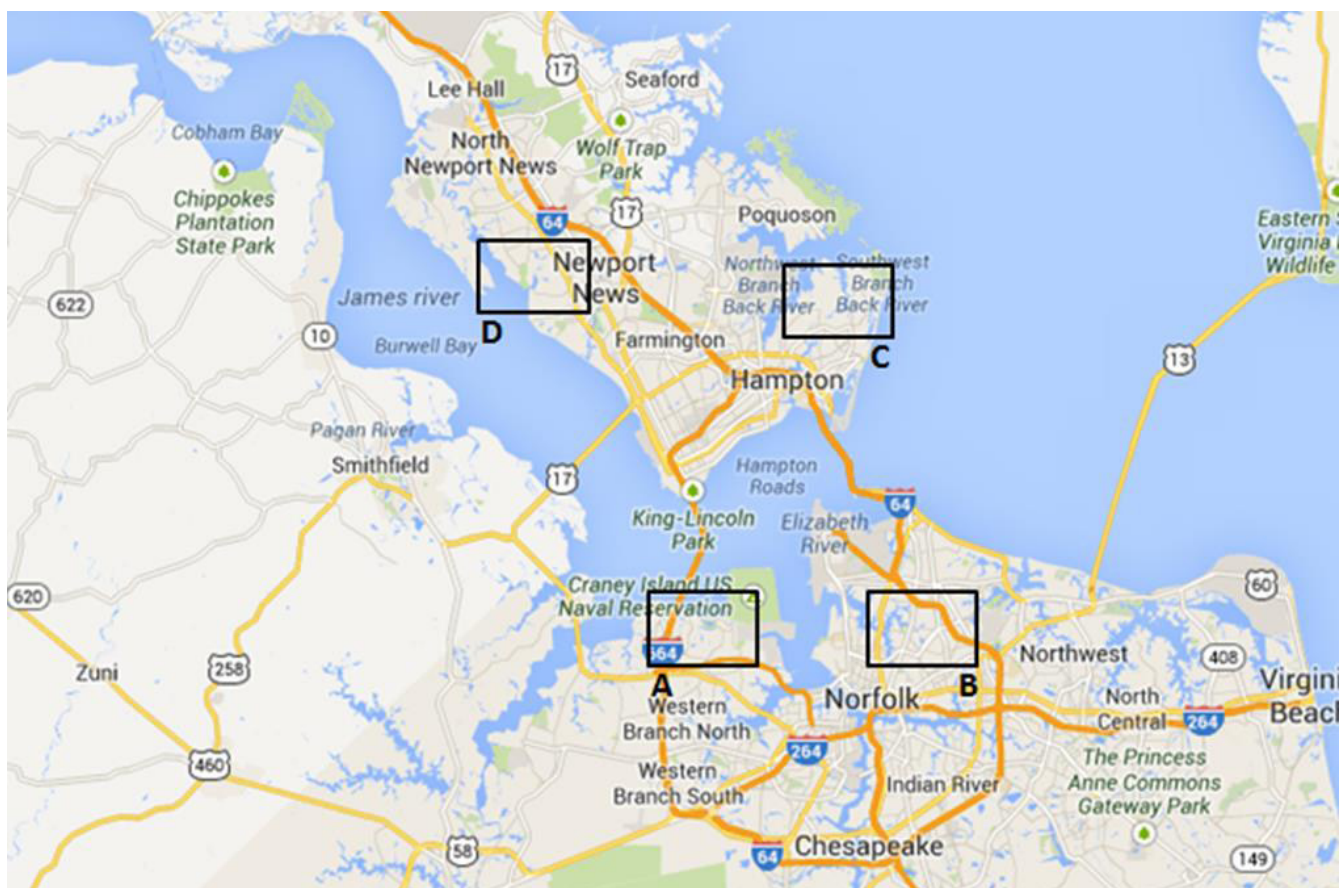 17
Seaford
Lee Hall
Cobham Bay
North
Newport News
Wolf Trap
Park
Chippokes
Plantation
State Park
64
17
Poquoson
Eastern
Virginia
Wildlife
Newport
News
Northwest
Branch
Back River
Southwest
Branch
Back River
622
James river
D
10
Burwell Bay
Farmington
C
13
Hampton
Pagan River
Smithfield
17
Hampton
Roads
64
King-Lincoln
Park
Elizabeth
River
Craney Island US
Naval Reservation
60
620
664
A
B
Zuni
258
Northwest
408
Western
Branch North
Norfolk
North
Central
Virginia
Beach
264
264
460
Western
Branch South
Indian River
The Princess
Anne Commons
Gateway Park
58
64
Chesapeake
149